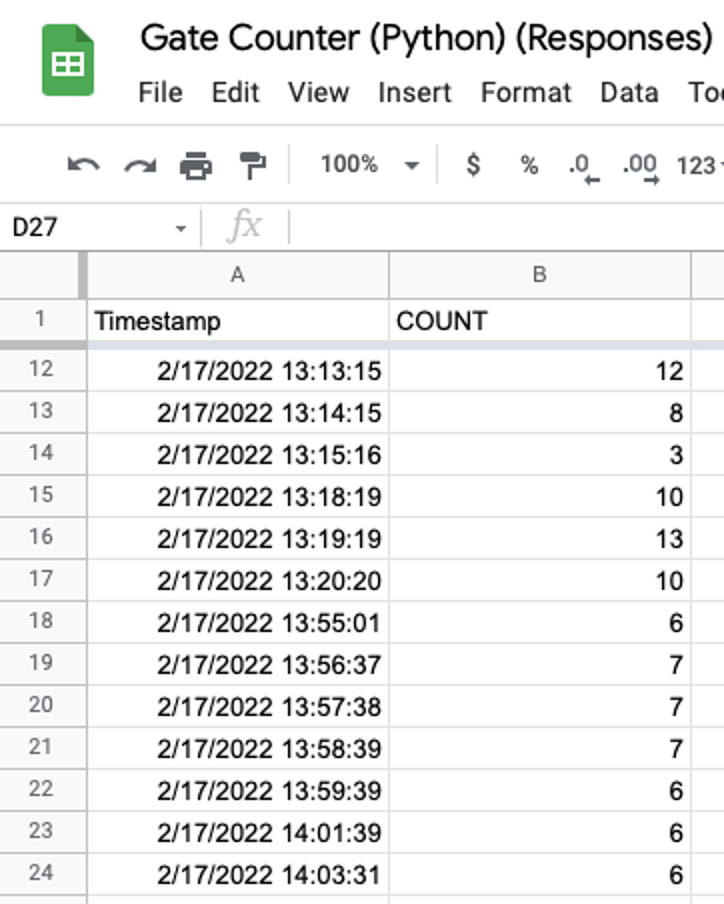 Gate Counter (Python) (Responses)
File Edit View Insert Format Data
100% $ % .0 .00 123
D27 fx
A B
1 Timestamp COUNT
12 2/17/2022 13:13:15 12
13 2/17/2022 13:14:15 8
14 2/17/2022 13:15:16 3
15 2/17/2022 13:18:19 10
16 2/17/2022 13:19:19 13
17 2/17/2022 13:20:20 10
18 2/17/2022 13:55:01 6
19 2/17/2022 13:56:37 7
20 2/17/2022 13:57:38 7
21 2/17/2022 13:58:39 7
22 2/17/2022 13:59:39 6
23 2/17/2022 14:01:39 6
24 2/17/2022 14:03:31 6